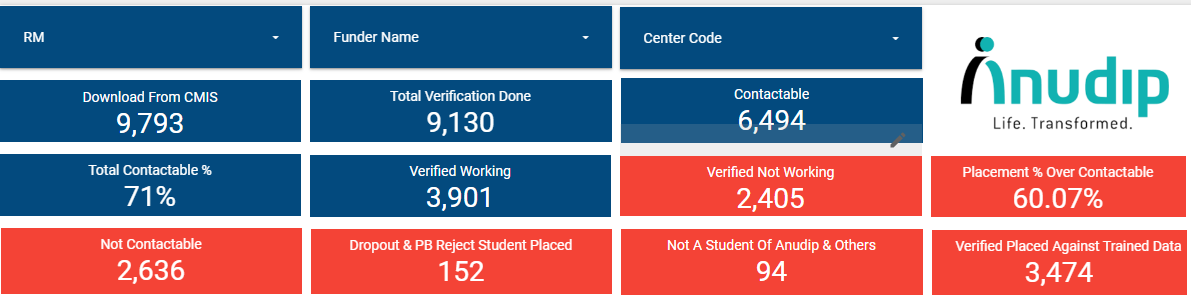 RM
Funder Name
Center Code
Anudip
Life. Transformed.
Download From CMIS
9,793
Total Verification Done
9,130
Contactable
6,494
Total Contactable %
71%
Verified Working
3,901
Verified Not Working
2,405
Placement % Over Contactable
60.07%
Not Contactable
2,636
Dropout & PB Reject Student Placed
152
Not A Student Of Anudip & Others
94
Verified Placed Against Trained Data
3,474